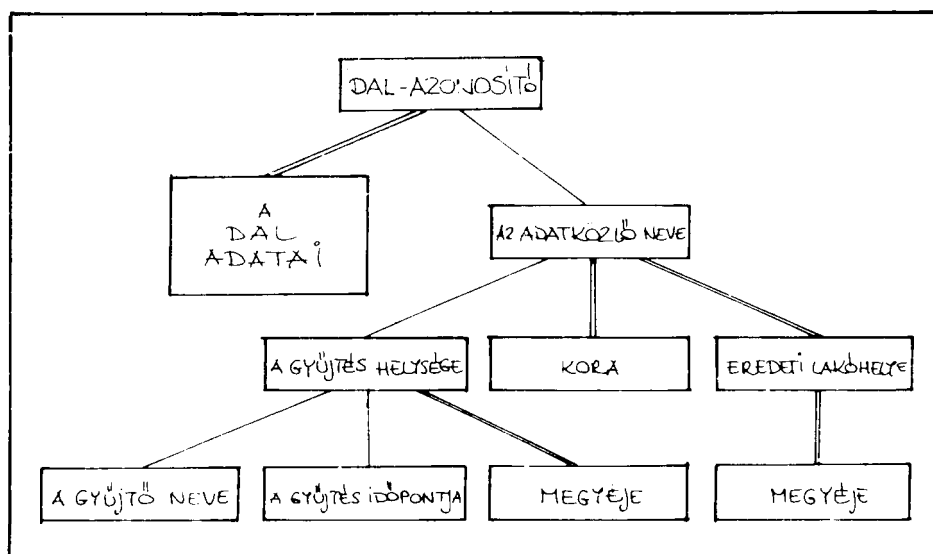 DAL-AZONOSÍTÓ
A
DAL
ADATAI
AZ ADATKÖZLŐ NEVE
A GYŰJTÉS HELYSÉGE
KORA
EREDETI LAKÓHELYE
A GYŰJTŐ NEVE
A GYŰJTÉS IDŐPONTJA
MEGYÉJE
MEGYÉJE